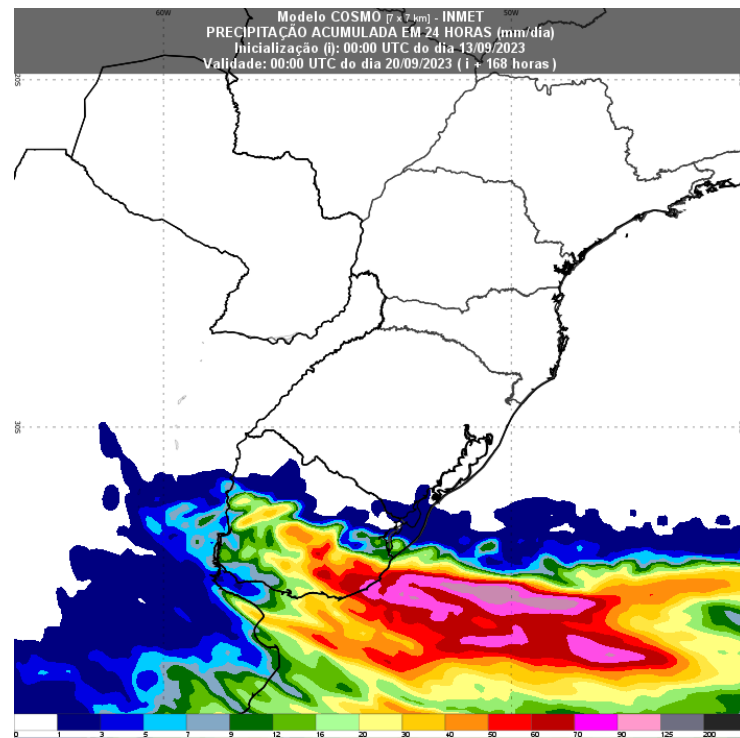 Modelo COSMO [7 x 7 km] - INMET
PRECIPITAÇÃO ACUMULADA EM 24 HORAS (mm/dia)
Inicialização (i): 00:00 UTC do dia 13/09/2023
Validade: 00:00 UTC do dia 20/09/2023 ( i + 168 horas )
60W 50W
20S
30S
0 1 3 5 7 9 12 16 20 30 40 50 60 70 90 125 200